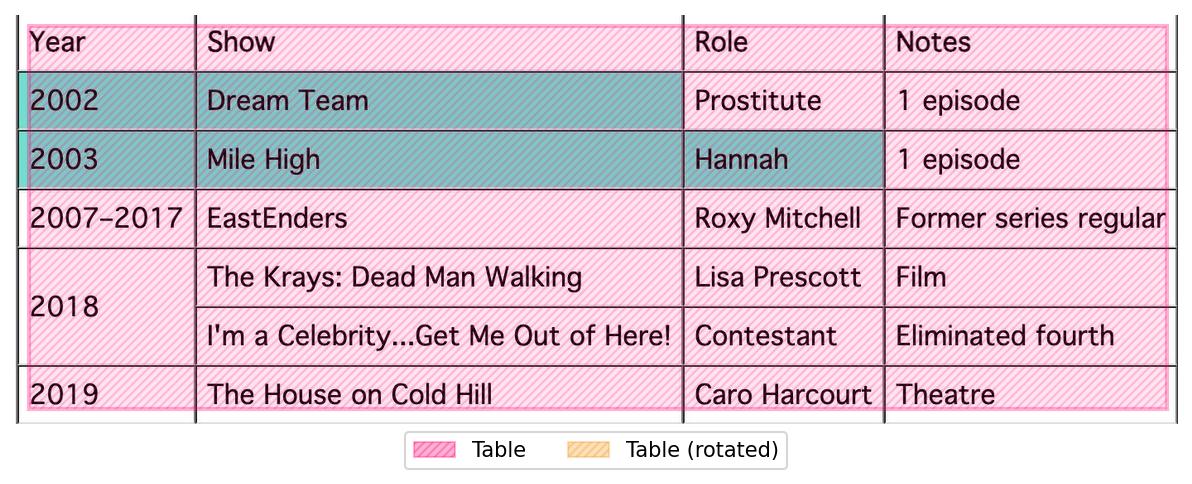 Year Show Role Notes
2002 Dream Team Prostitute 1 episode
2003 Mile High Hannah 1 episode
2007–2017 EastEnders Roxy Mitchell Former series regular
2018 The Krays: Dead Man Walking Lisa Prescott Film
I'm a Celebrity...Get Me Out of Here! Contestant Eliminated fourth
2019 The House on Cold Hill Caro Harcourt Theatre
Table Table (rotated)